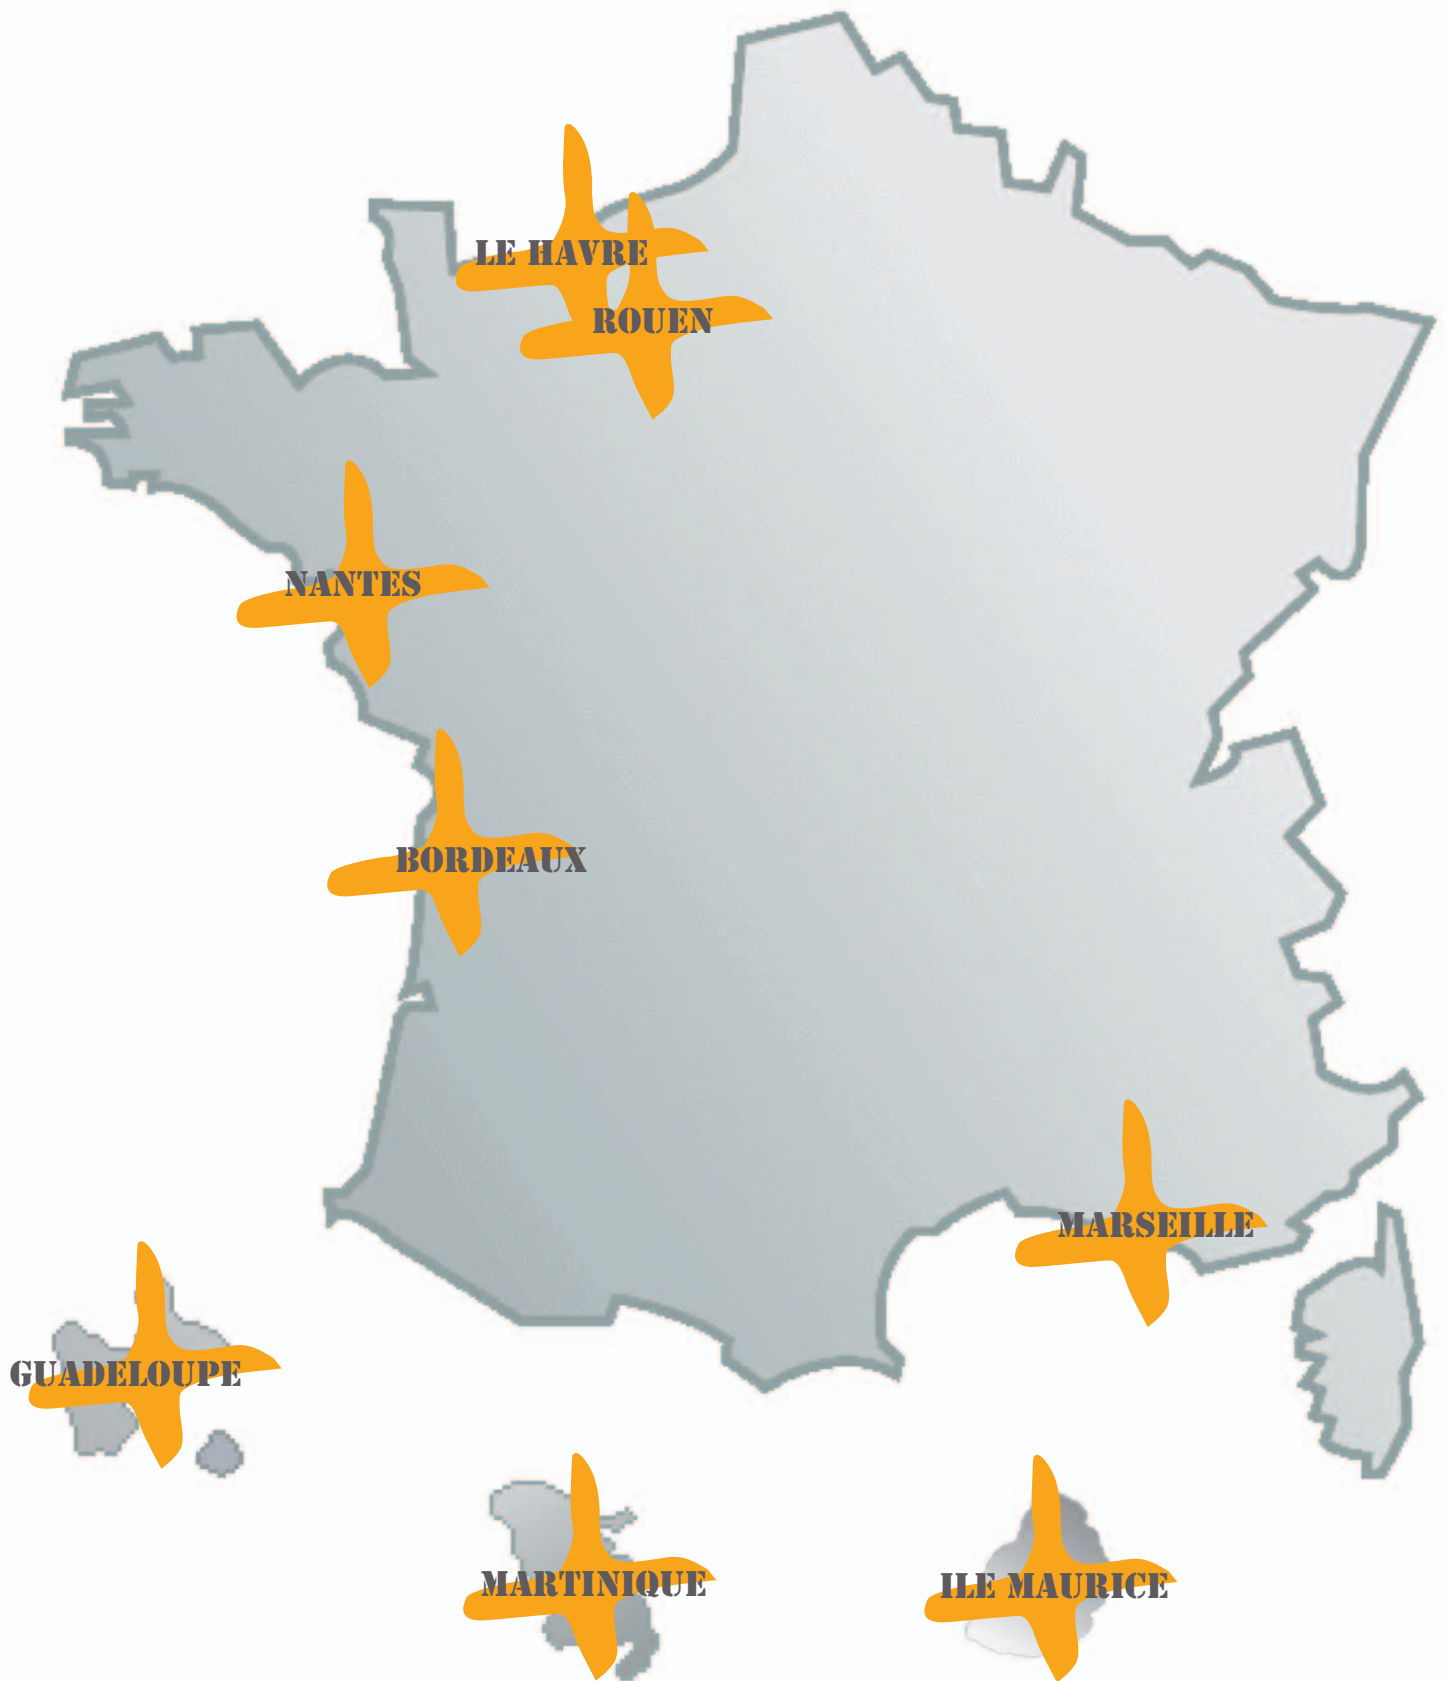 LE HAVRE
ROUEN
NANTES
BORDEAUX
MARSEILLE
GUADELOUPE
MARTINIQUE
ILE MAURICE